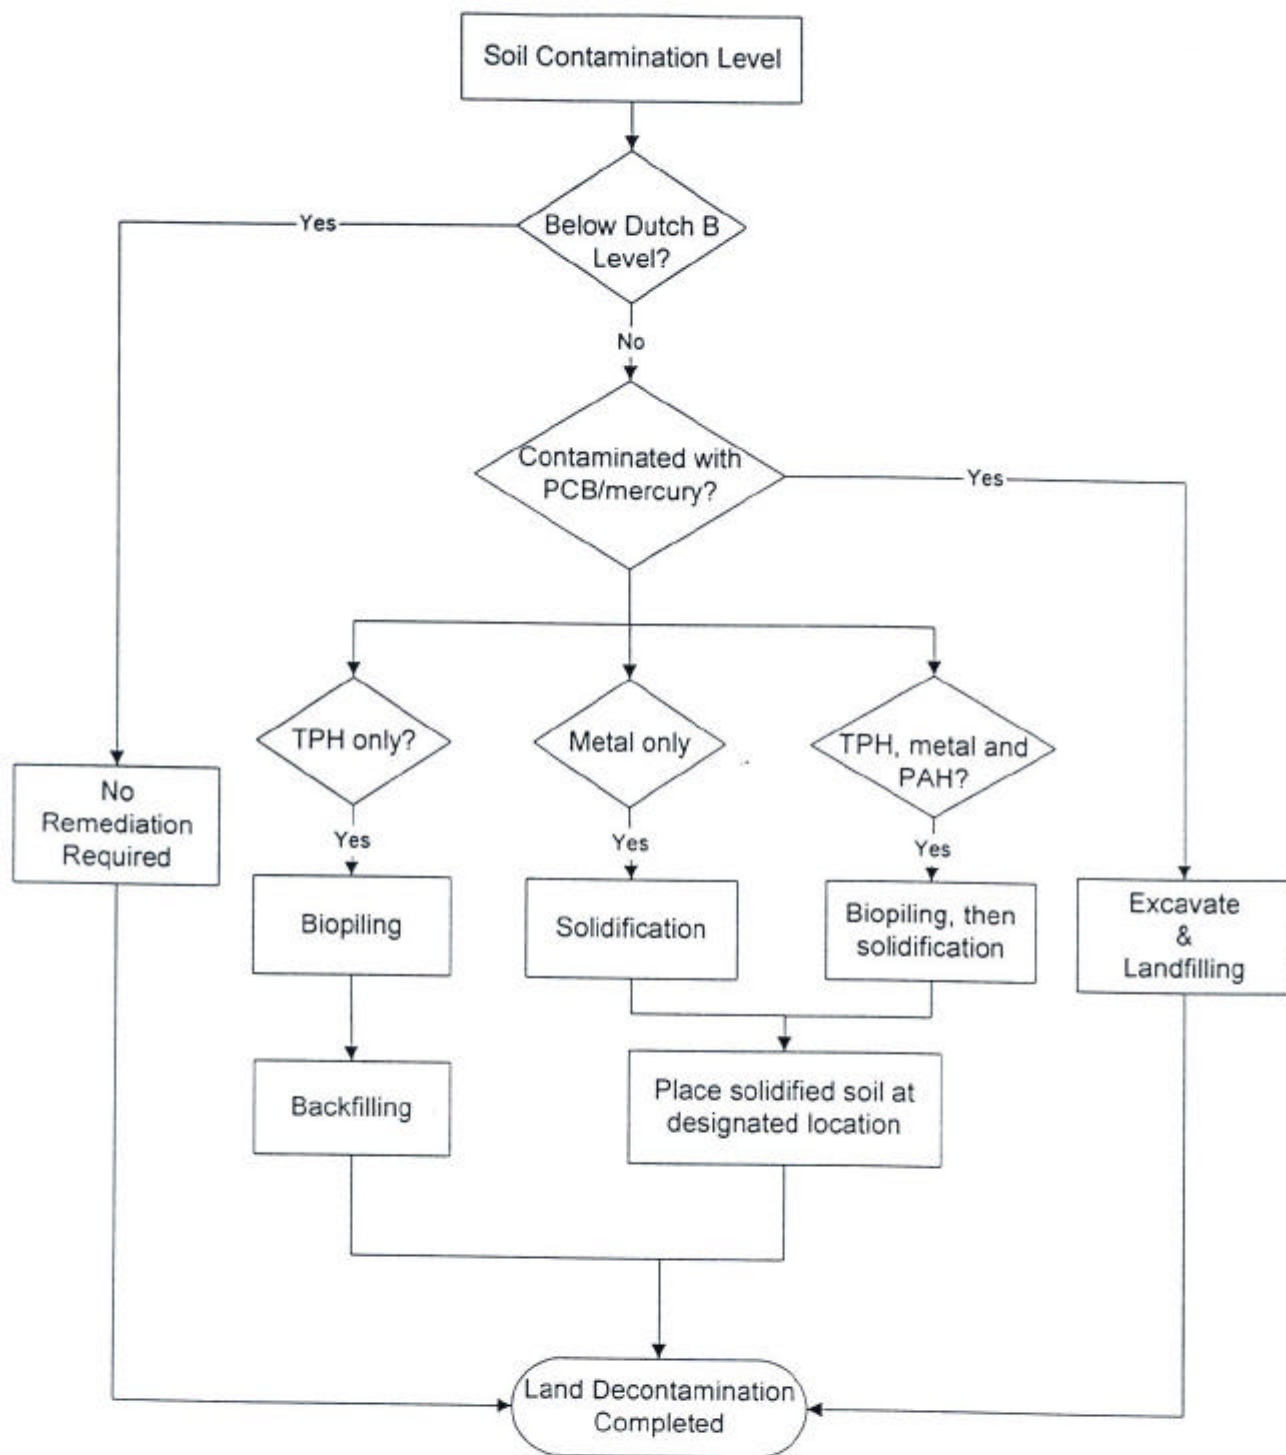 Soil Contamination Level
Below Dutch B
Level?
Yes
No
Contaminated with
PCB/mercury?
Yes
TPH only?
Metal only
TPH, metal and
PAH?
No
Remediation
Required
Yes
Yes
Yes
Biopiling
Solidification
Biopiling, then
solidification
Excavate
&
Landfilling
Backfilling
Place solidified soil at
designated location
Land Decontamination
Completed